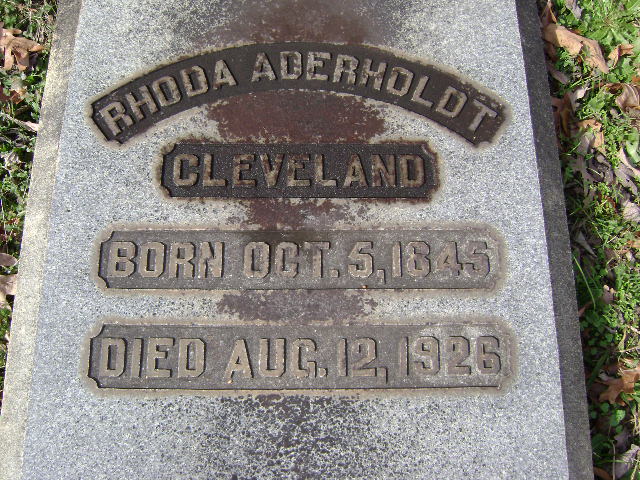 RHODA ADERHOLDT
CLEVELAND
BORN OCT. 5, 1845
DIED AUG. 12, 1926